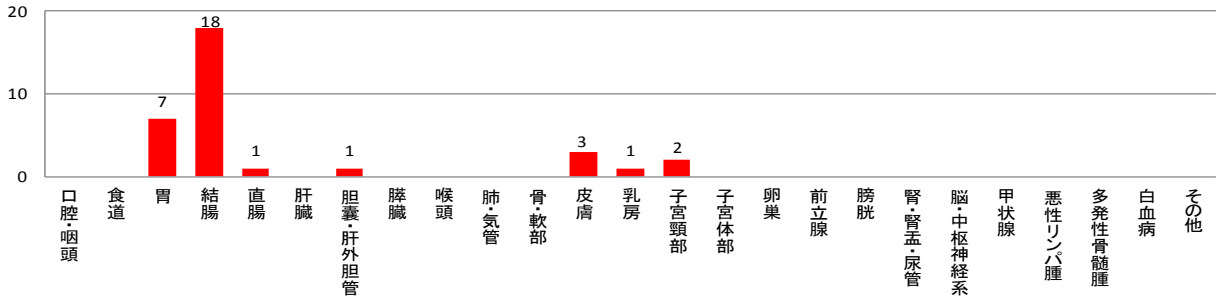 20
10
0
7
18
1
1
3
1
2
口腔・咽頭
食道
胃
結腸
直腸
肝臓
胆嚢・肝外胆管
膵臓
喉頭
肺・気管
骨・軟部
皮膚
乳房
子宮頸部
子宮体部
卵巣
前立腺
膀胱
腎・腎盂・尿管
脳・中枢神経系
甲状腺
悪性リンパ腫
多発性骨髄腫
白血病
その他